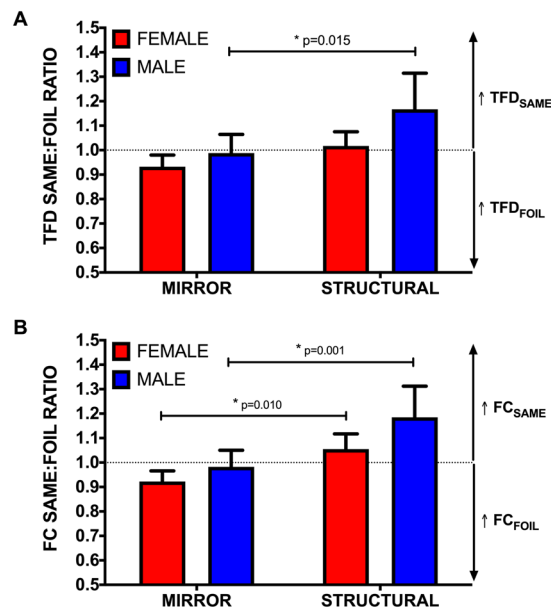 A
TFD SAME:FOIL RATIO
1.5
1.4
1.3
1.2
1.1
1.0
0.9
0.8
0.7
0.6
0.5
FEMALE
MALE
* p=0.015
↑ TFDSAME
↑ TFDFOIL
MIRROR STRUCTURAL
B
FC SAME:FOIL RATIO
1.5
1.4
1.3
1.2
1.1
1.0
0.9
0.8
0.7
0.6
0.5
FEMALE
MALE
* p=0.001
* p=0.010
↑ FCSAME
↑ FCFOIL
MIRROR STRUCTURAL